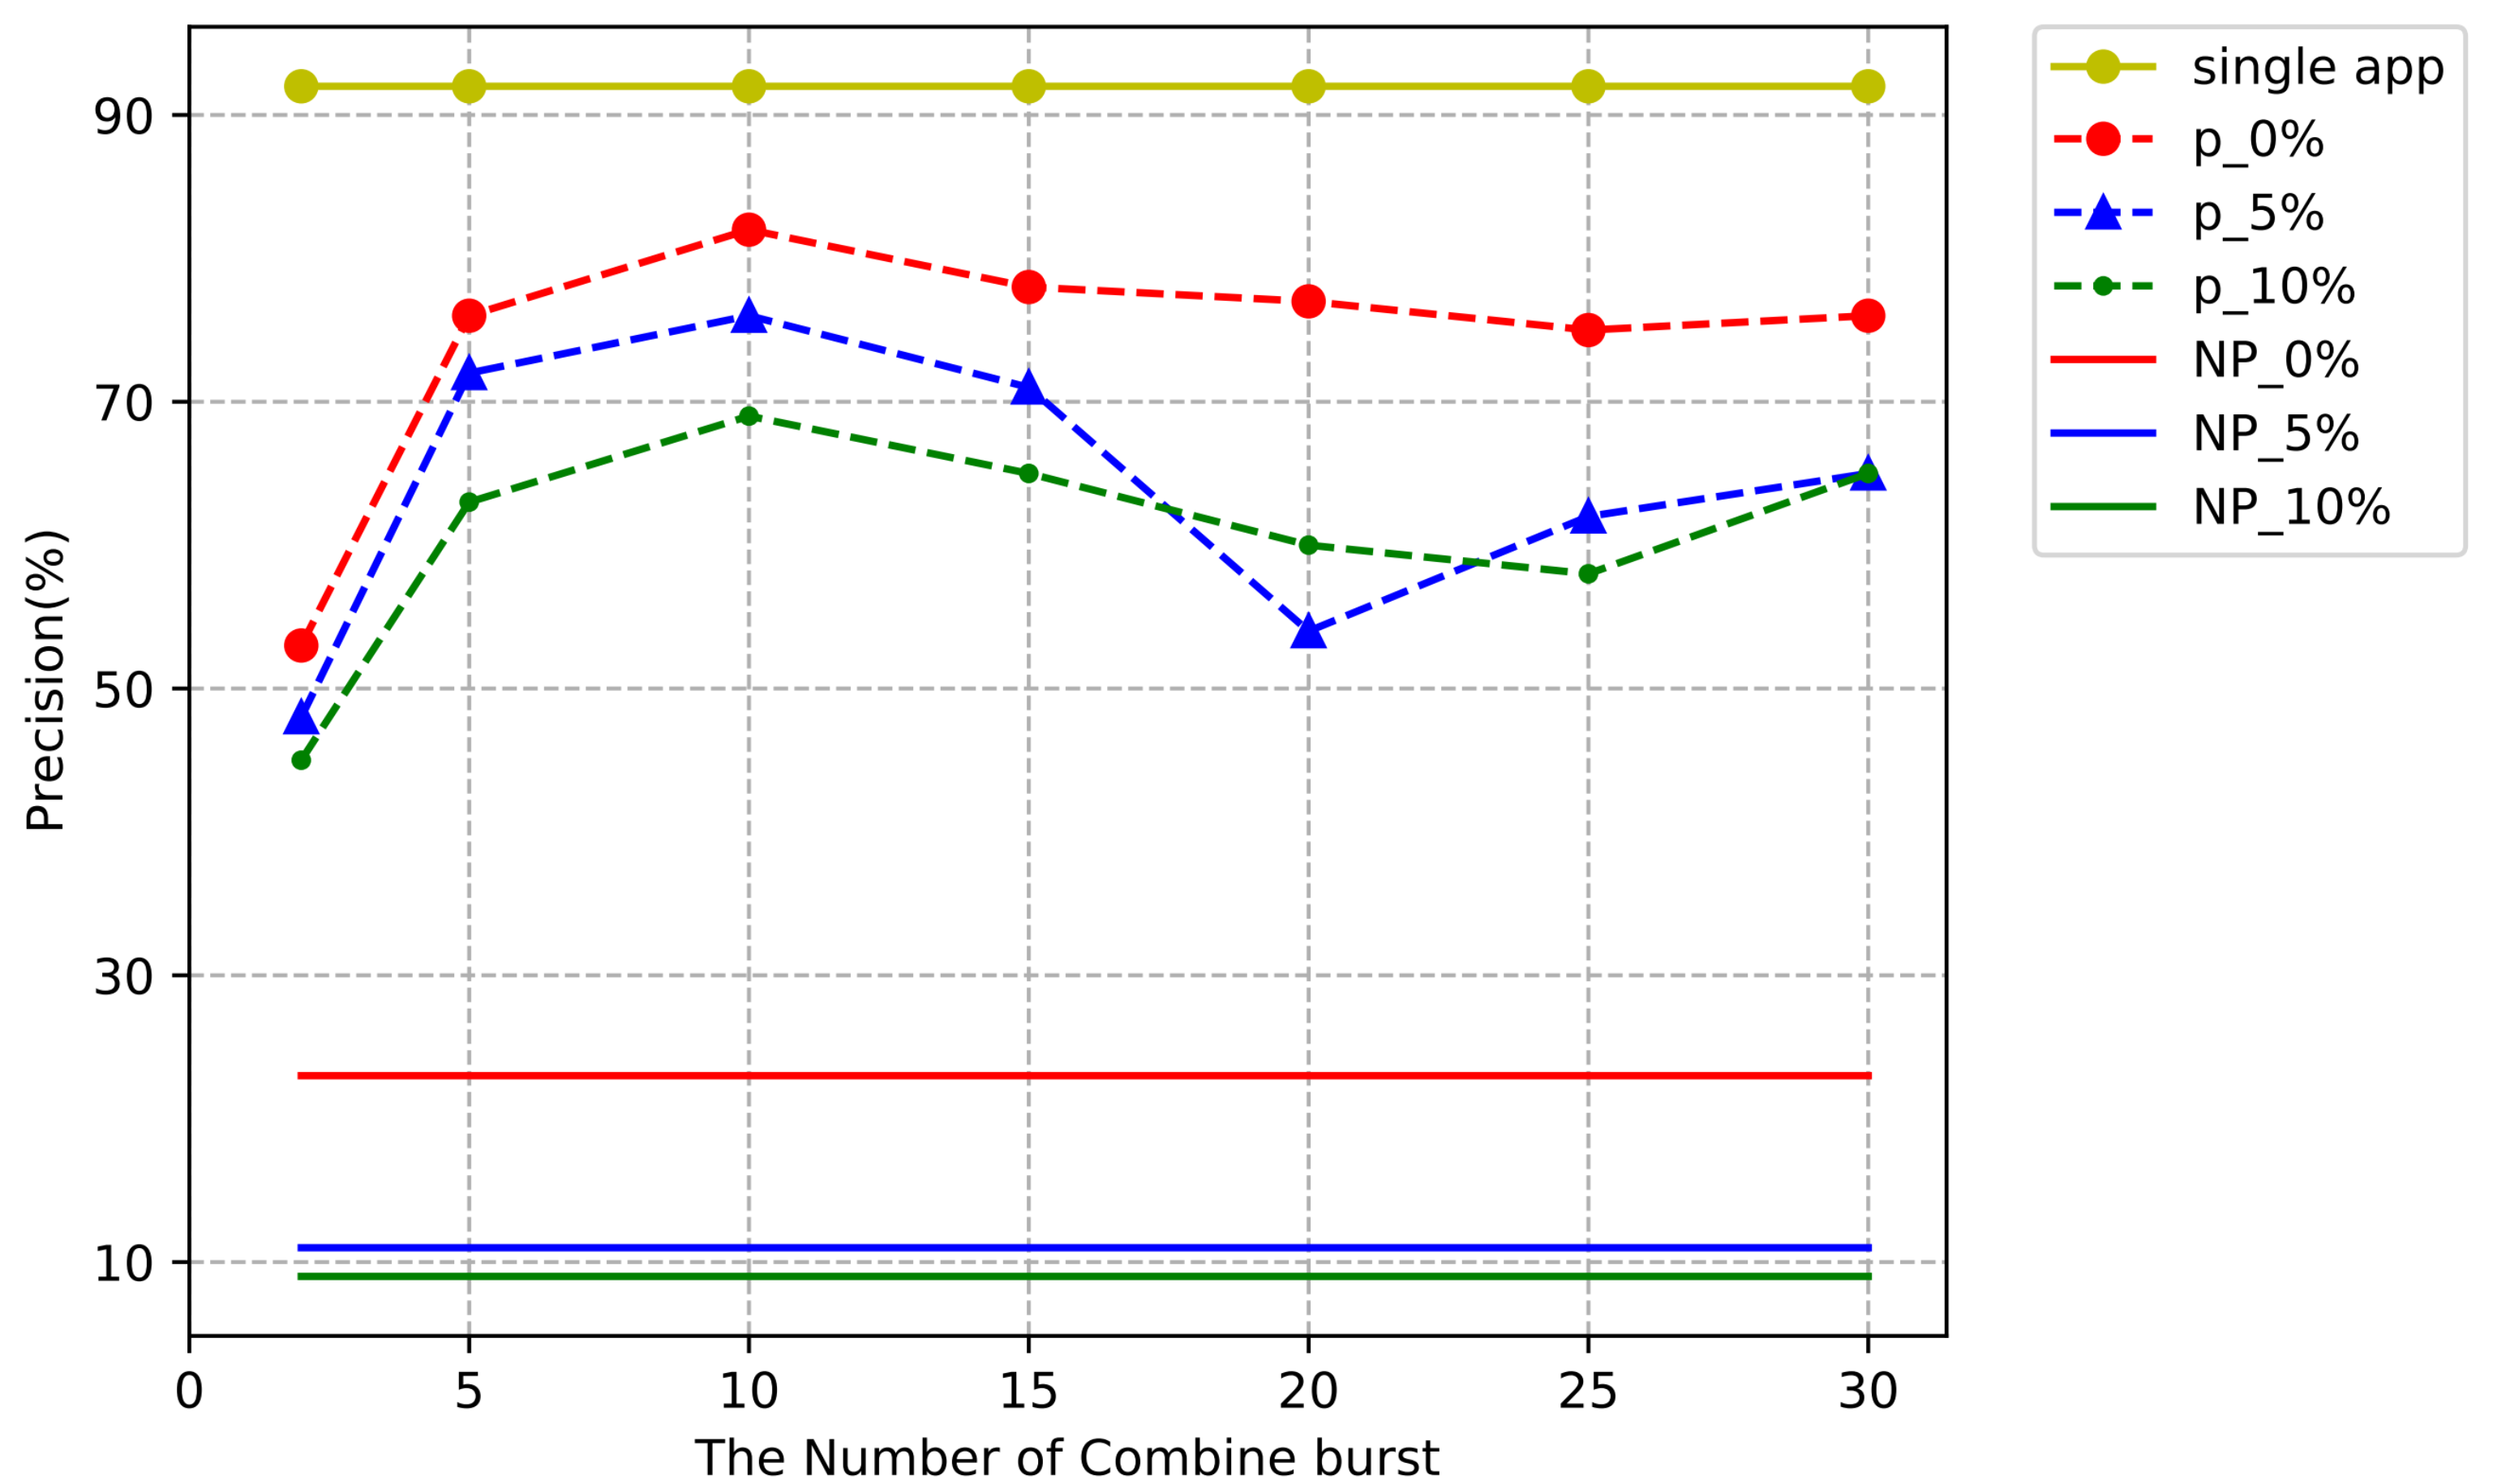 Precision(%)
90
70
50
30
10
0 5 10 15 20 25 30
The Number of Combine burst
single app
p_0%
p_5%
p_10%
NP_0%
NP_5%
NP_10%